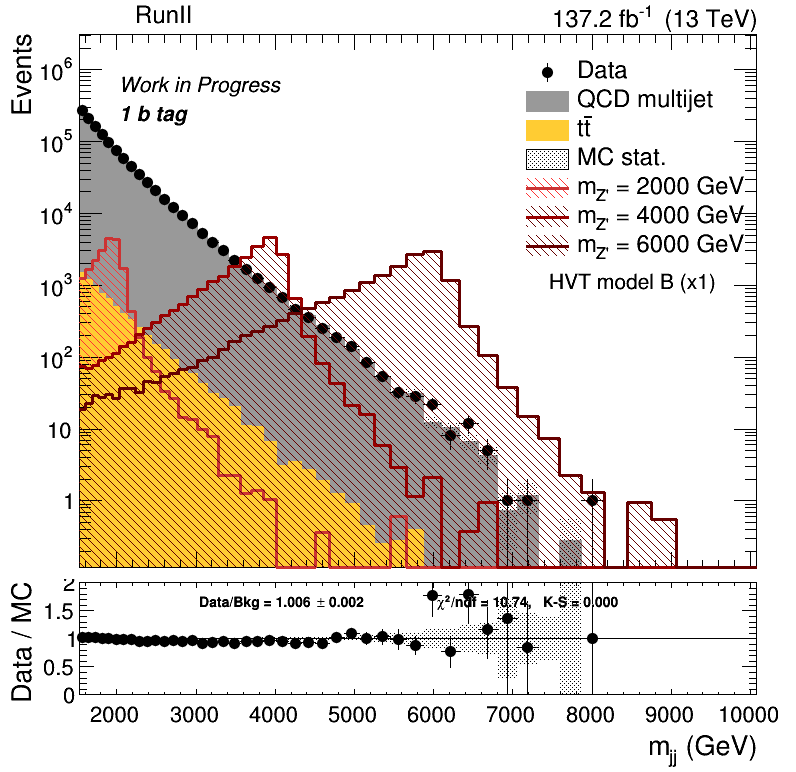 RunII 137.2 fb⁻¹ (13 TeV)
Events
10⁶
10⁵
10⁴
10³
10²
10
1
Work in Progress
1 b tag
Data
QCD multijet
tt̄
MC stat.
m_Z' = 2000 GeV
m_Z' = 4000 GeV
m_Z' = 6000 GeV
HVT model B (x1)
Data / MC
2
1.5
1
0.5
0
Data/Bkg = 1.006 ± 0.002 χ²/ndf = 10.74, K-S = 0.000
2000 3000 4000 5000 6000 7000 8000 9000 10000
m_jj (GeV)